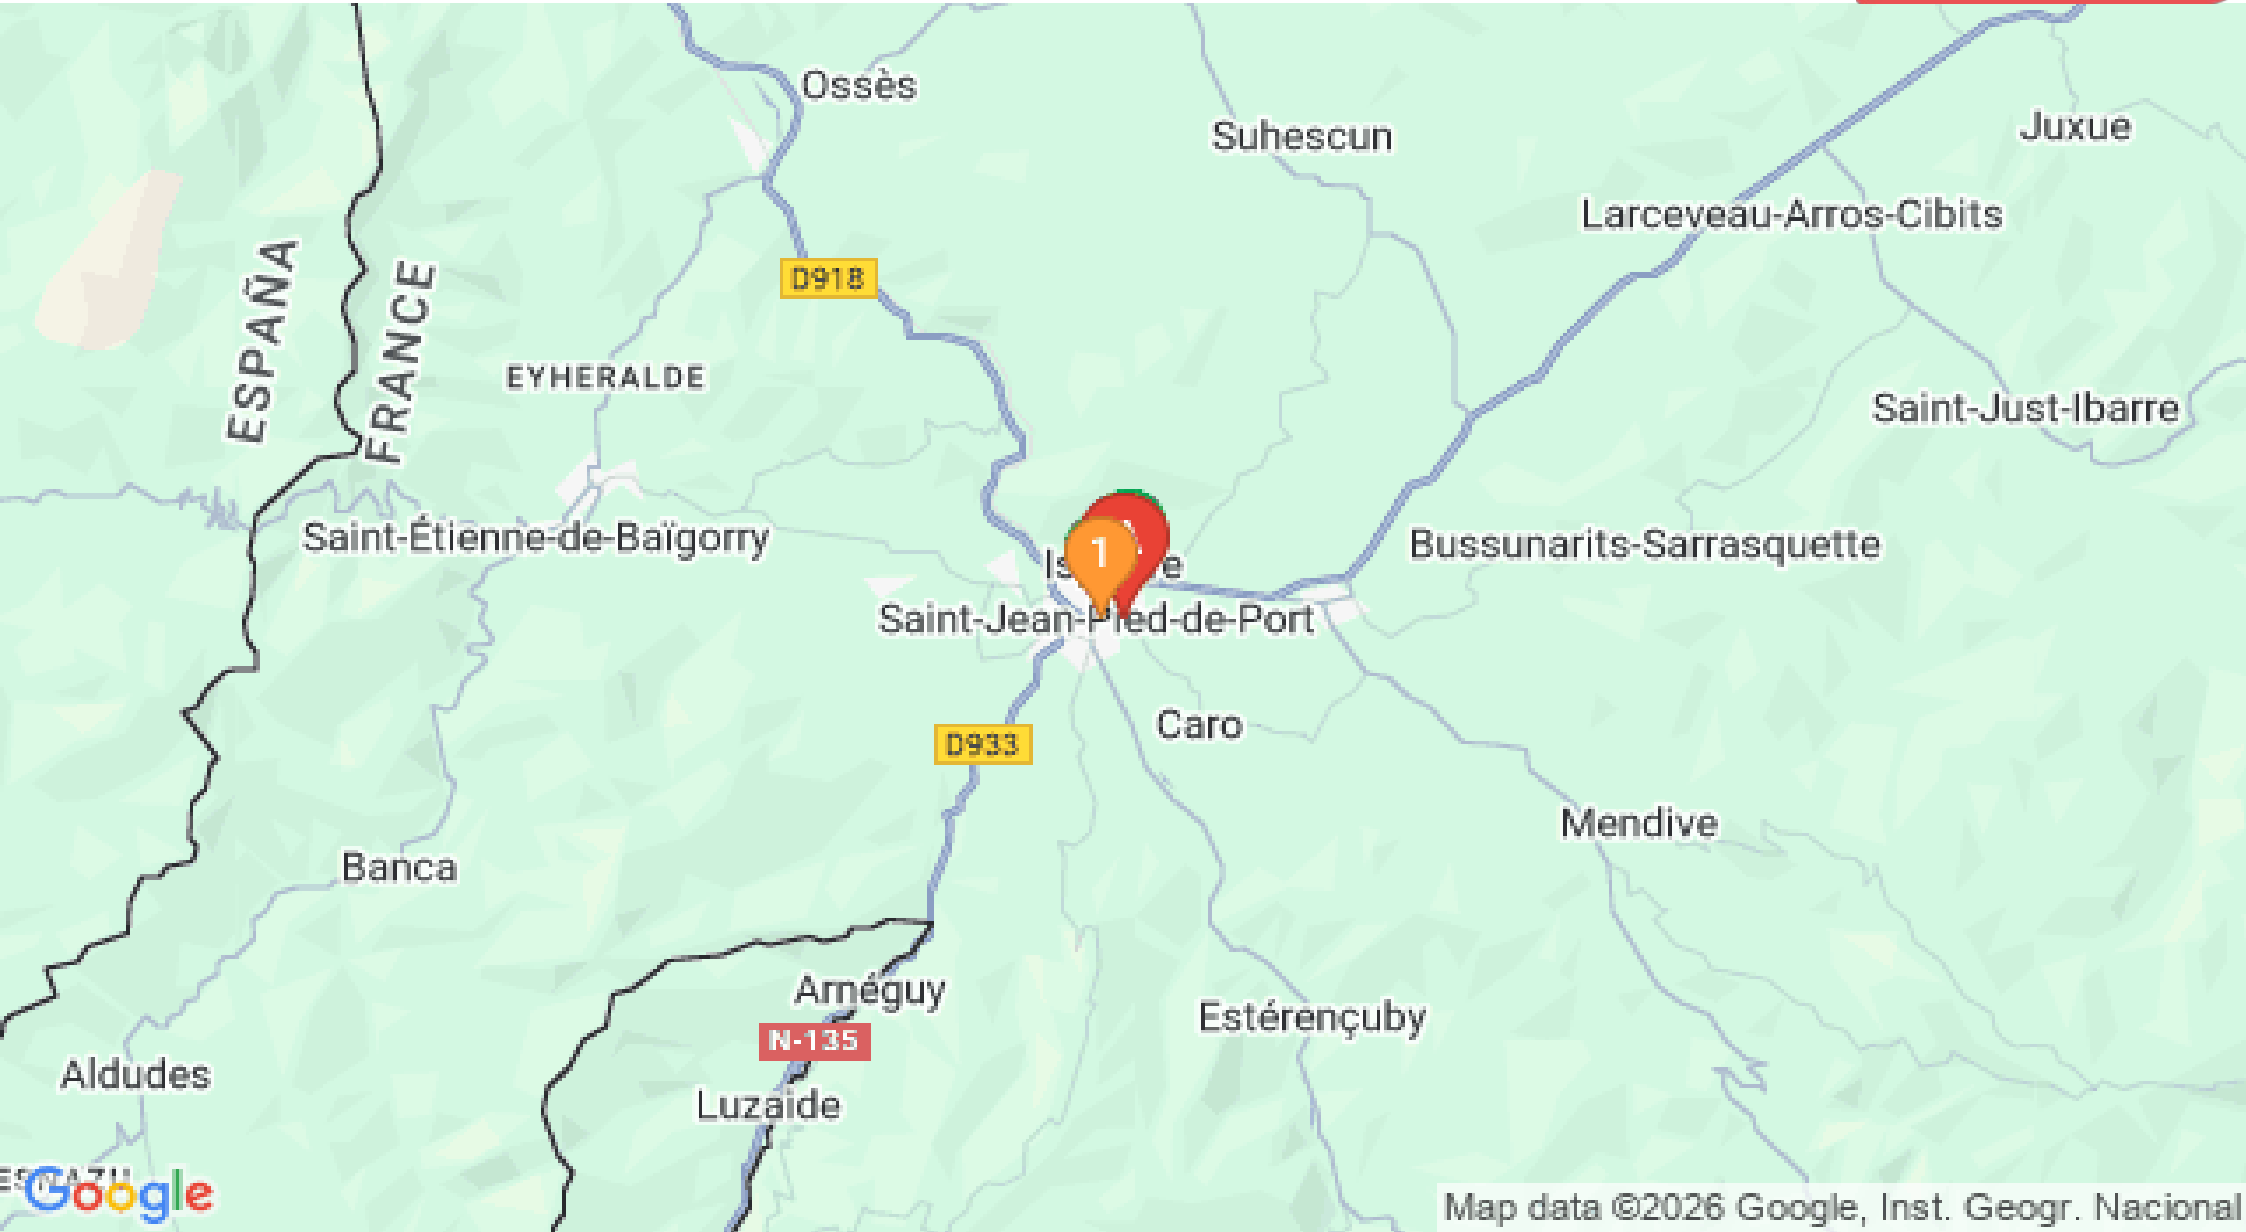 Ossès
Suhescun
Juxue
Larceveau-Arros-Cibits
ESPAÑA
FRANCE
D918
EYHERALDE
Saint-Just-Ibarre
Saint-Étienne-de-Baïgorry
1
Bussunarits-Sarrasquette
Saint-Jean-Pied-de-Port
Caro
D933
Mendive
Banca
Arnéguy
Estérençuby
N-135
Aldudes
Luzaide
Google
Map data ©2026 Google, Inst. Geogr. Nacional